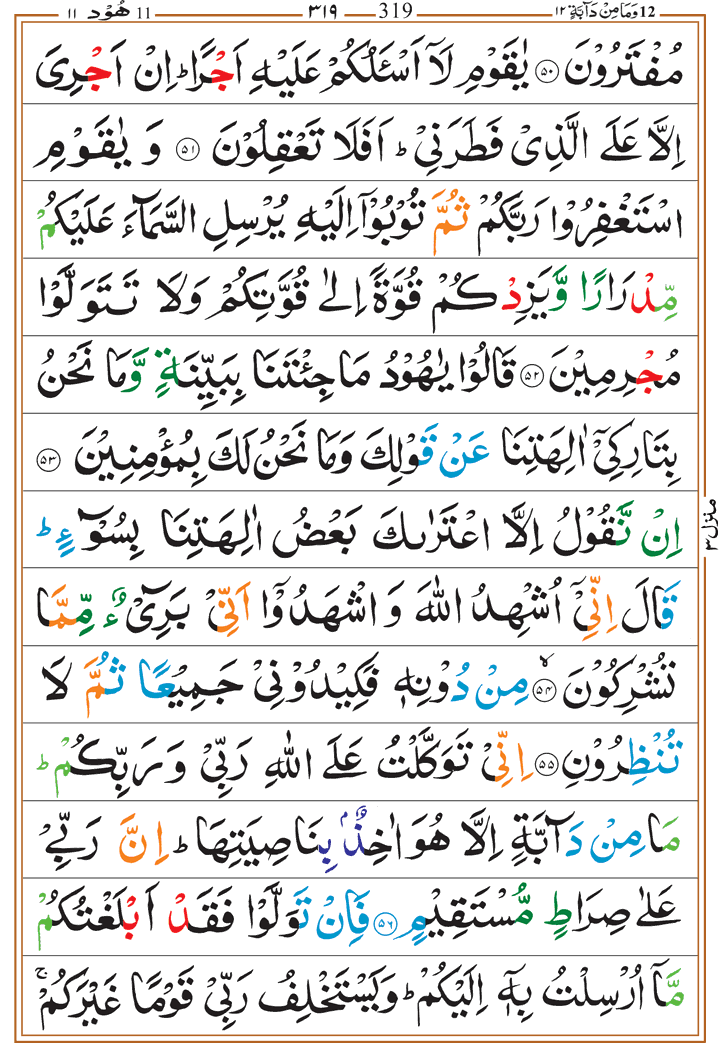 12 وَمَا مِنْ دَآبَّةٍ ١٢ 319 ٣١٩ 11 هُوْد ١١
مُفْتَرُوْنَ ۝٥٠ يٰقَوْمِ لَاۤ اَسْـَٔلُكُمْ عَلَيْهِ اَجْرًا ؕ اِنْ اَجْرِىَ
اِلَّا عَلَى الَّذِىْ فَطَرَنِىْ ؕ اَفَلَا تَعْقِلُوْنَ ۝٥١ وَ يٰقَوْمِ
اسْتَغْفِرُوْا رَبَّكُمْ ثُمَّ تُوْبُوْۤا اِلَيْهِ يُرْسِلِ السَّمَآءَ عَلَيْكُمْ
مِّدْرَارًا وَّيَزِدْكُمْ قُوَّةً اِلٰى قُوَّتِكُمْ وَلَا تَتَوَلَّوْا
مُجْرِمِيْنَ ۝٥٢ قَالُوْا يٰهُوْدُ مَا جِئْتَنَا بِبَيِّنَةٍ وَّمَا نَحْنُ
بِتَارِكِىْۤ اٰلِهَتِنَا عَنْ قَوْلِكَ وَمَا نَحْنُ لَكَ بِمُؤْمِنِيْنَ ۝٥٣
اِنْ نَّقُوْلُ اِلَّا اعْتَرٰىكَ بَعْضُ اٰلِهَتِنَا بِسُوْٓءٍ ؕ
قَالَ اِنِّىْۤ اُشْهِدُ اللّٰهَ وَ اشْهَدُوْۤا اَنِّىْ بَرِىْٓءٌ مِّمَّا
تُشْرِكُوْنَ ۝٥٤ۙ مِنْ دُوْنِهٖ فَكِيْدُوْنِىْ جَمِيْعًا ثُمَّ لَا
تُنْظِرُوْنِ ۝٥٥ اِنِّىْ تَوَكَّلْتُ عَلَى اللّٰهِ رَبِّىْ وَ رَبِّكُمْ ؕ
مَا مِنْ دَآبَّةٍ اِلَّا هُوَ اٰخِذٌۢ بِنَاصِيَتِهَا ؕ اِنَّ رَبِّىْ
عَلٰى صِرَاطٍ مُّسْتَقِيْمٍ ۝٥٦ فَاِنْ تَوَلَّوْا فَقَدْ اَبْلَغْتُكُمْ
مَّاۤ اُرْسِلْتُ بِهٖۤ اِلَيْكُمْ ؕ وَيَسْتَخْلِفُ رَبِّىْ قَوْمًا غَيْرَكُمْ ۚ
منزل ٣